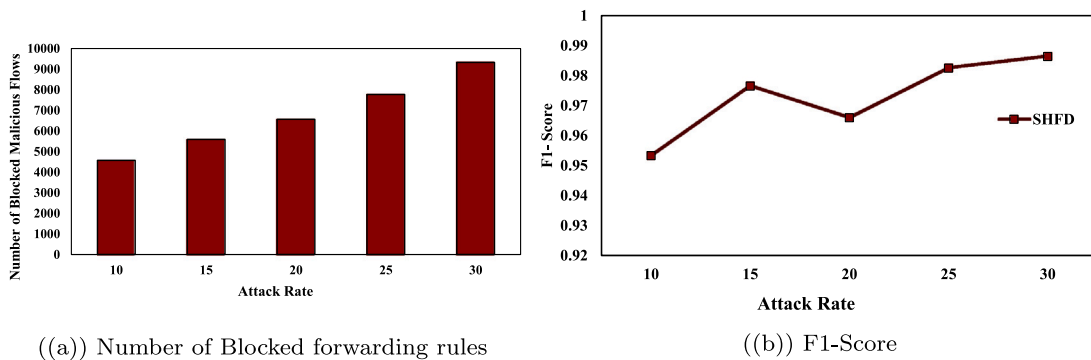 10000
9000
8000
7000
6000
5000
4000
3000
2000
1000
0
Number of Blocked Malicious Flows
10 15 20 25 30
Attack Rate
((a)) Number of Blocked forwarding rules
1
0.99
0.98
0.97
0.96
0.95
0.94
0.93
0.92
F1- Score
SHFD
10 15 20 25 30
Attack Rate
((b)) F1-Score